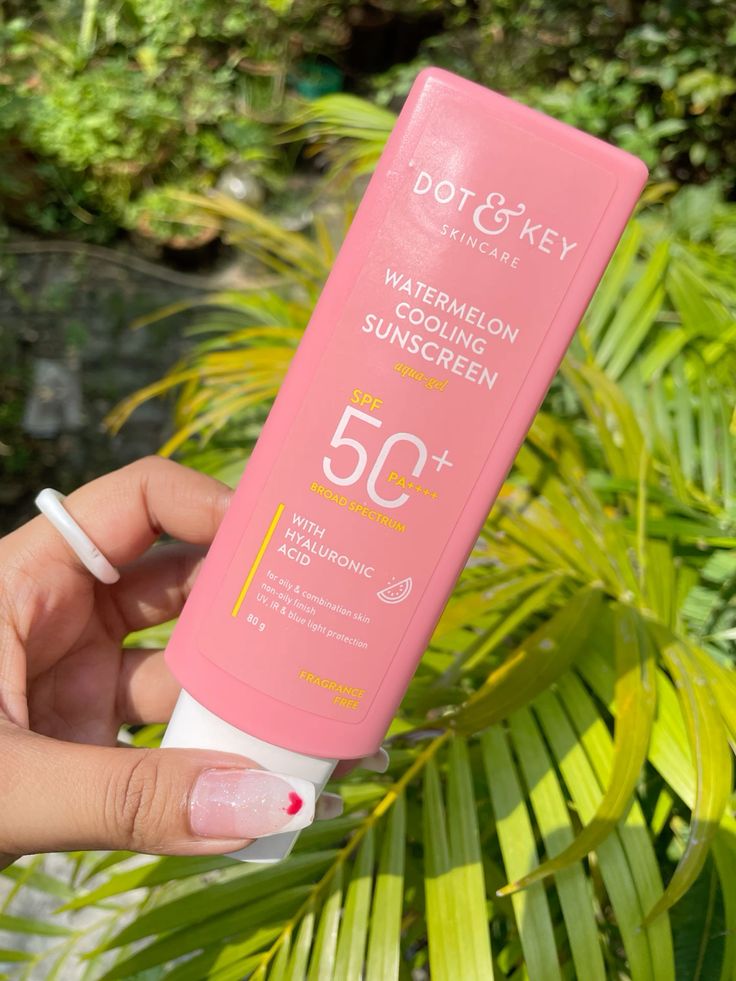 DOT & KEY
SKINCARE
WATERMELON
COOLING
SUNSCREEN
aqua-gel
SPF
50+
PA++++
BROAD SPECTRUM
WITH
HYALURONIC
ACID
for oily & combination skin
non-oily finish
UV, IR & blue light protection
80 g
FRAGRANCE
FREE